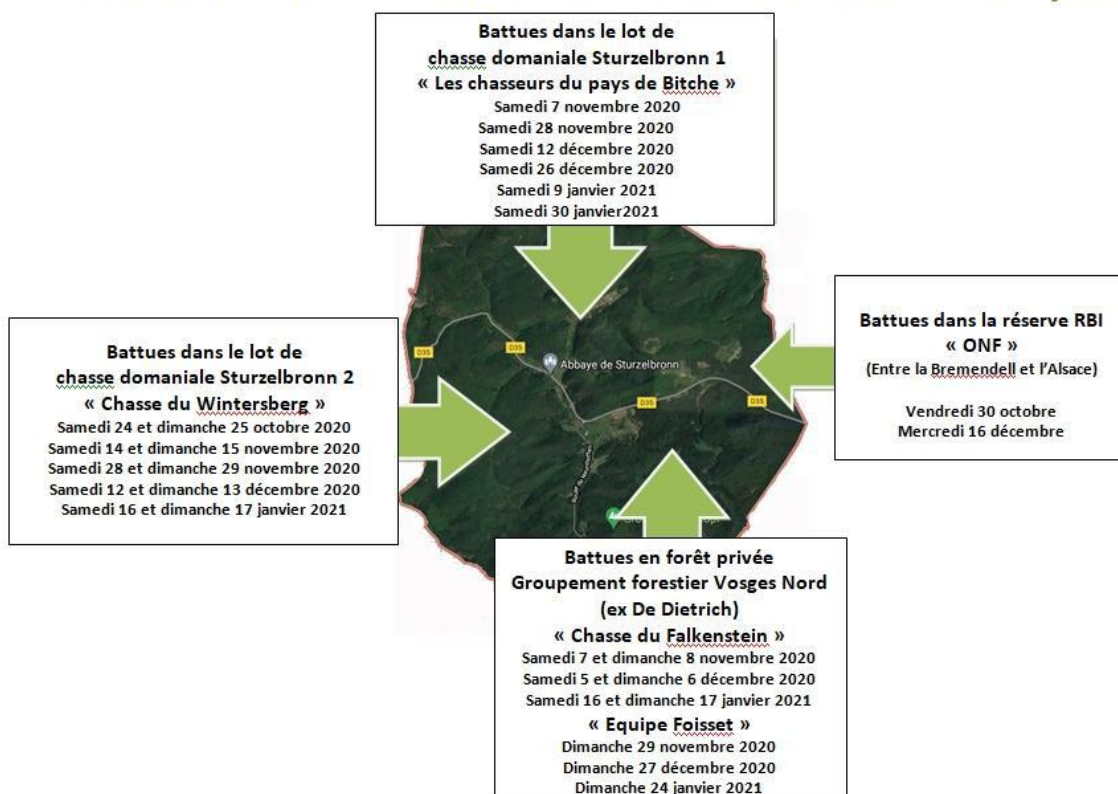 Battues dans le lot de
chasse domaniale Sturzelbronn 1
« Les chasseurs du pays de Bitche »
Samedi 7 novembre 2020
Samedi 28 novembre 2020
Samedi 12 décembre 2020
Samedi 26 décembre 2020
Samedi 9 janvier 2021
Samedi 30 janvier2021
Battues dans le lot de
chasse domaniale Sturzelbronn 2
« Chasse du Wintersberg »
Samedi 24 et dimanche 25 octobre 2020
Samedi 14 et dimanche 15 novembre 2020
Samedi 28 et dimanche 29 novembre 2020
Samedi 12 et dimanche 13 décembre 2020
Samedi 16 et dimanche 17 janvier 2021
D35
D35
Abbaye de Sturzelbronn
D35
D35
Battues dans la réserve RBI
« ONF »
(Entre la Bremendell et l'Alsace)
Vendredi 30 octobre
Mercredi 16 décembre
Battues en forêt privée
Groupement forestier Vosges Nord
(ex De Dietrich)
« Chasse du Falkenstein »
Samedi 7 et dimanche 8 novembre 2020
Samedi 5 et dimanche 6 décembre 2020
Samedi 16 et dimanche 17 janvier 2021
« Equipe Foisset »
Dimanche 29 novembre 2020
Dimanche 27 décembre 2020
Dimanche 24 janvier 2021